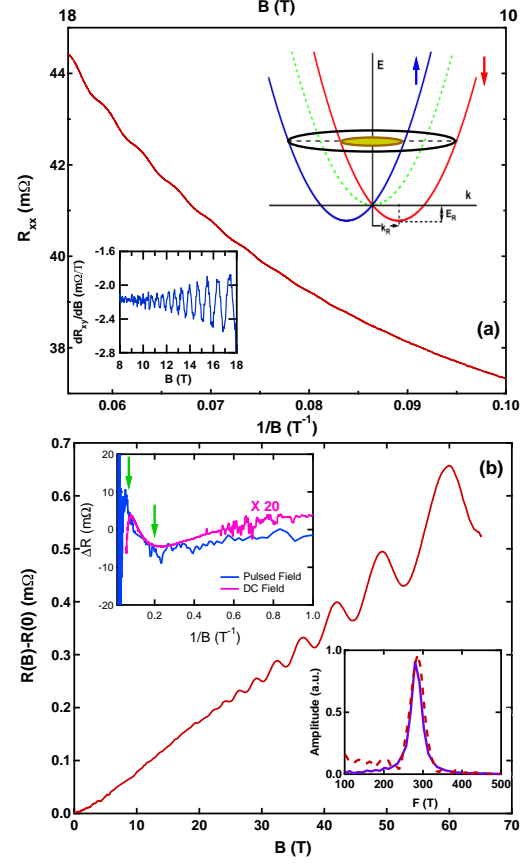 B (T)
18
10
44
42
40
38
R_xx (mΩ)
E
k
k_R
E_R
-1.6
-2.0
-2.4
-2.8
dR_xy/dB (mΩ/T)
8 10 12 14 16 18
B (T)
(a)
0.06 0.07 0.08 0.09 0.10
1/B (T⁻¹)
0.7
0.6
0.5
0.4
0.3
0.2
0.1
0.0
R(B)-R(0) (mΩ)
(b)
20
10
0
-10
-20
ΔR (mΩ)
X 20
Pulsed Field
DC Field
0.2 0.4 0.6 0.8 1.0
1/B (T⁻¹)
1.0
0.5
0.0
Amplitude (a.u.)
100 200 300 400 500
F (T)
0 10 20 30 40 50 60 70
B (T)